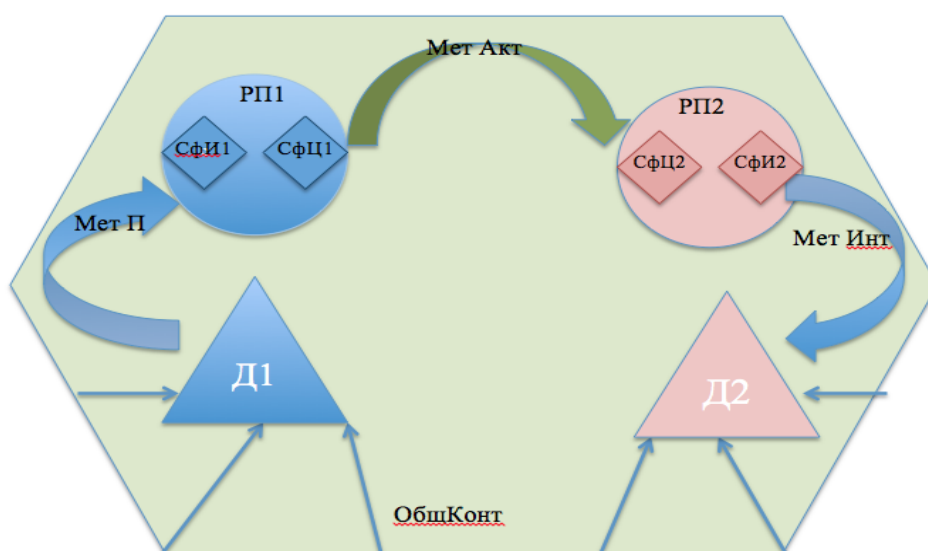 Мет Акт
РП1
РП2
СфИ1
СфЦ1
СфЦ2
СфИ2
Мет П
Мет Инт
Д1
Д2
ОбщКонт